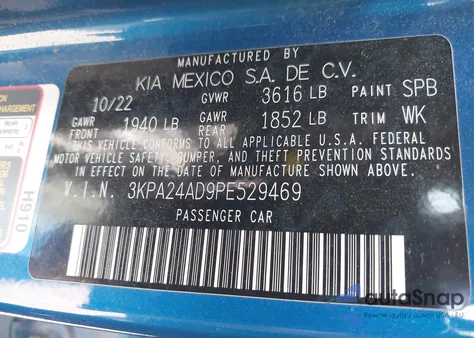 MANUFACTURED BY
KIA MEXICO S.A. DE C.V.
10/22 GVWR 3616 LB PAINT SPB
GAWR FRONT 1940 LB GAWR REAR 1852 LB TRIM WK
THIS VEHICLE CONFORMS TO ALL APPLICABLE U.S.A. FEDERAL
MOTOR VEHICLE SAFETY, BUMPER, AND THEFT PREVENTION STANDARDS
IN EFFECT ON THE DATE OF MANUFACTURE SHOWN ABOVE.
V.I.N. 3KPA24AD9PE529469
PASSENGER CAR
H910
autoSnap